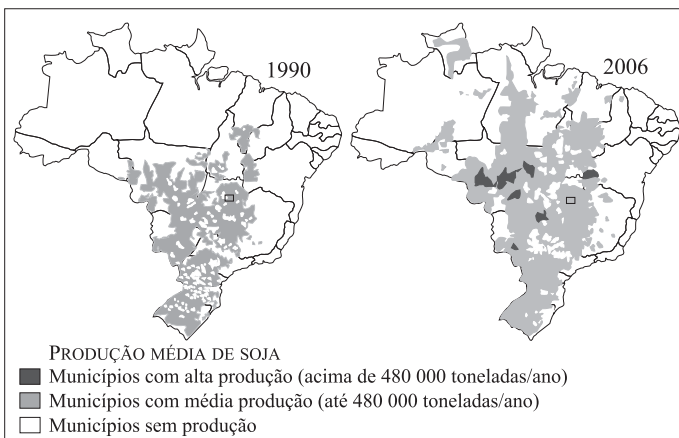 1990
2006
PRODUÇÃO MÉDIA DE SOJA
Municípios com alta produção (acima de 480 000 toneladas/ano)
Municípios com média produção (até 480 000 toneladas/ano)
Municípios sem produção